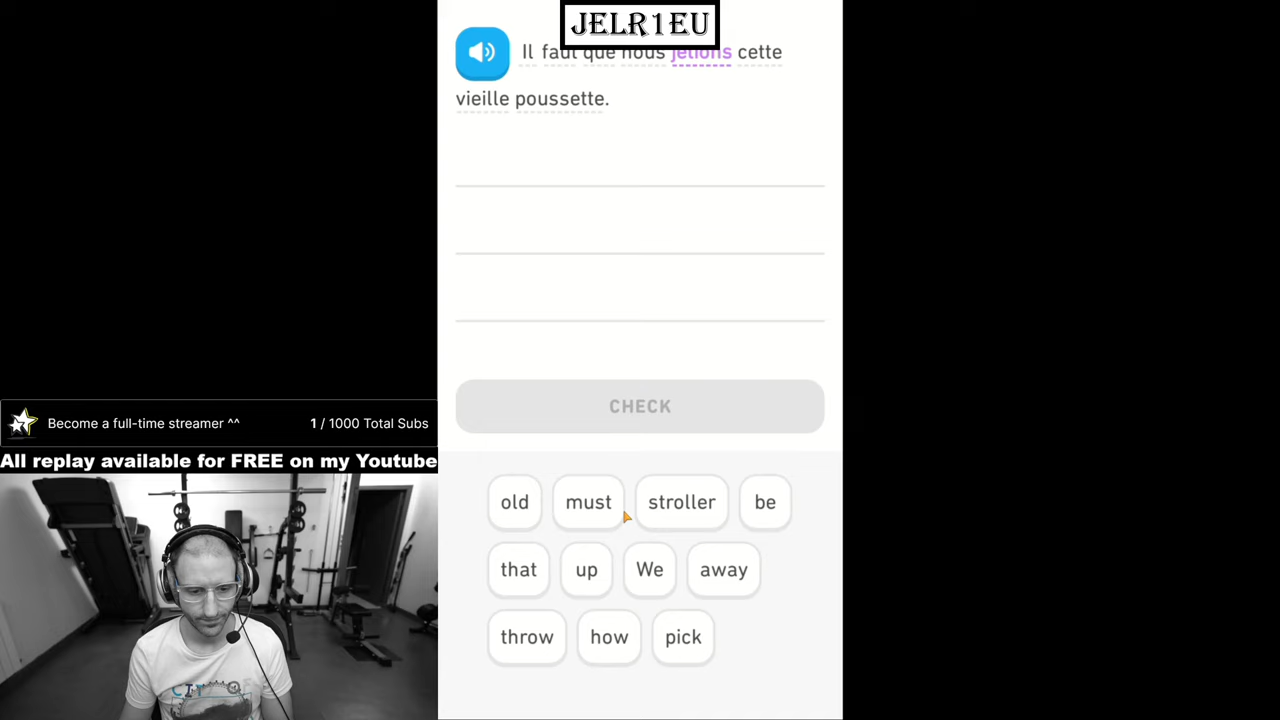 JELR1EU
Il faut que nous jetions cette
vieille poussette.
CHECK
Become a full-time streamer ^^ 1 / 1000 Total Subs
All replay available for FREE on my Youtube
old must stroller be
that up We away
throw how pick